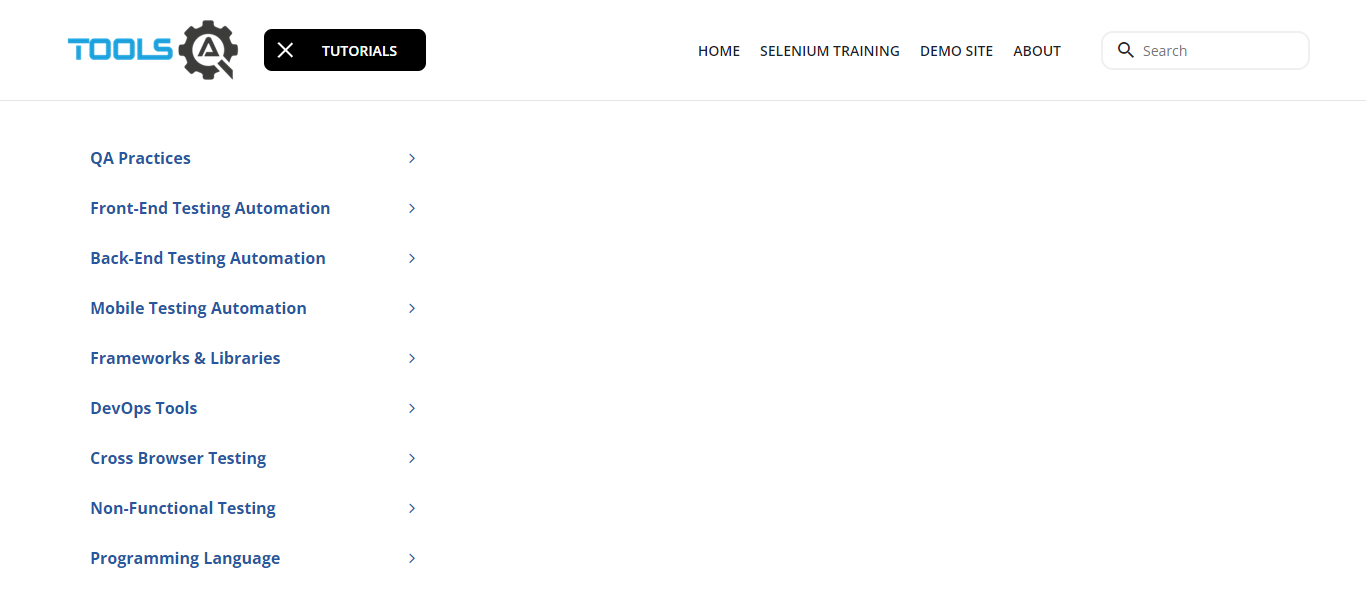 TOOLS QA TUTORIALS HOME SELENIUM TRAINING DEMO SITE ABOUT Search
QA Practices
Front-End Testing Automation
Back-End Testing Automation
Mobile Testing Automation
Frameworks & Libraries
DevOps Tools
Cross Browser Testing
Non-Functional Testing
Programming Language